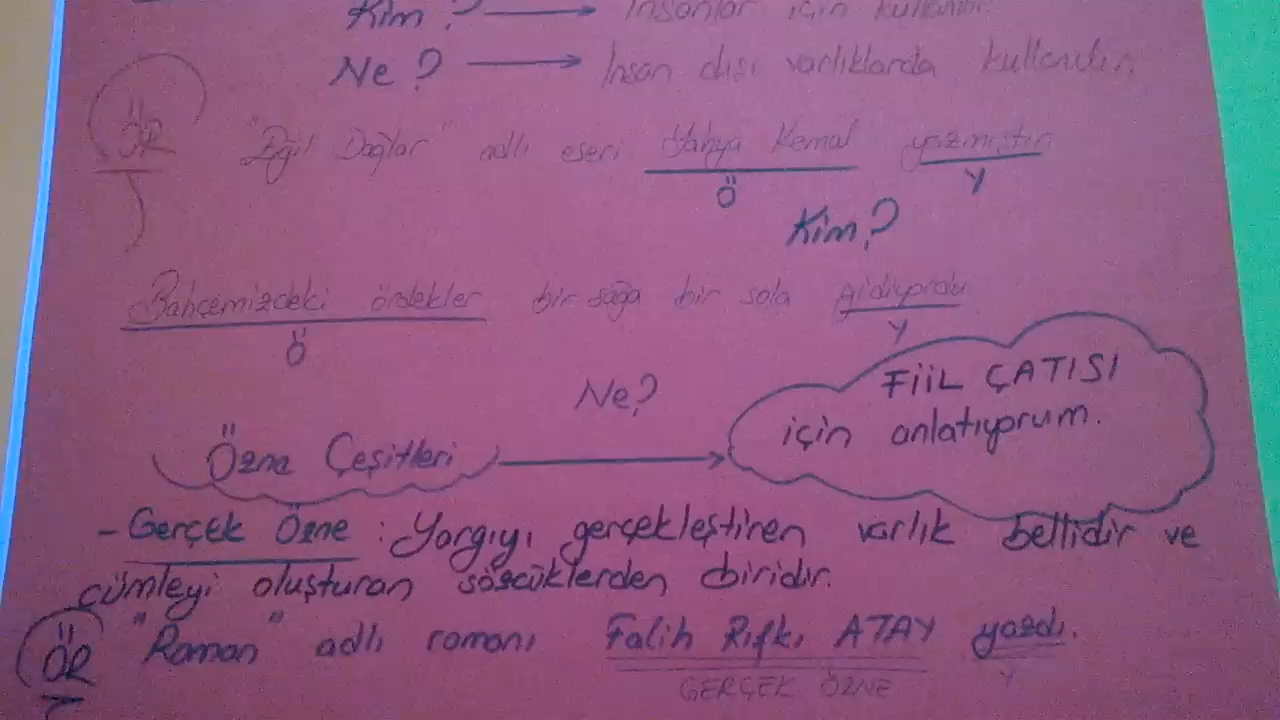 Kim? → İnsanlar için kullanılır.
Ne? → İnsan dışı varlıklarda kullanılır.
ÖR "Eğil Dağlar" adlı eseri Yahya Kemal yazmıştır
Ö Y
Kim?
Bahçemizdeki ördekler bir sağa bir sola gidiyordu
Ö Y
Ne?
FİİL ÇATISI
için anlatıyorum.
Özne Çeşitleri →
- Gerçek Özne : Yargıyı gerçekleştiren varlık bellidir ve
cümleyi oluşturan sözcüklerden biridir.
ÖR "Roman" adlı romanı Falih Rıfkı ATAY yazdı.
GERÇEK ÖZNE Y